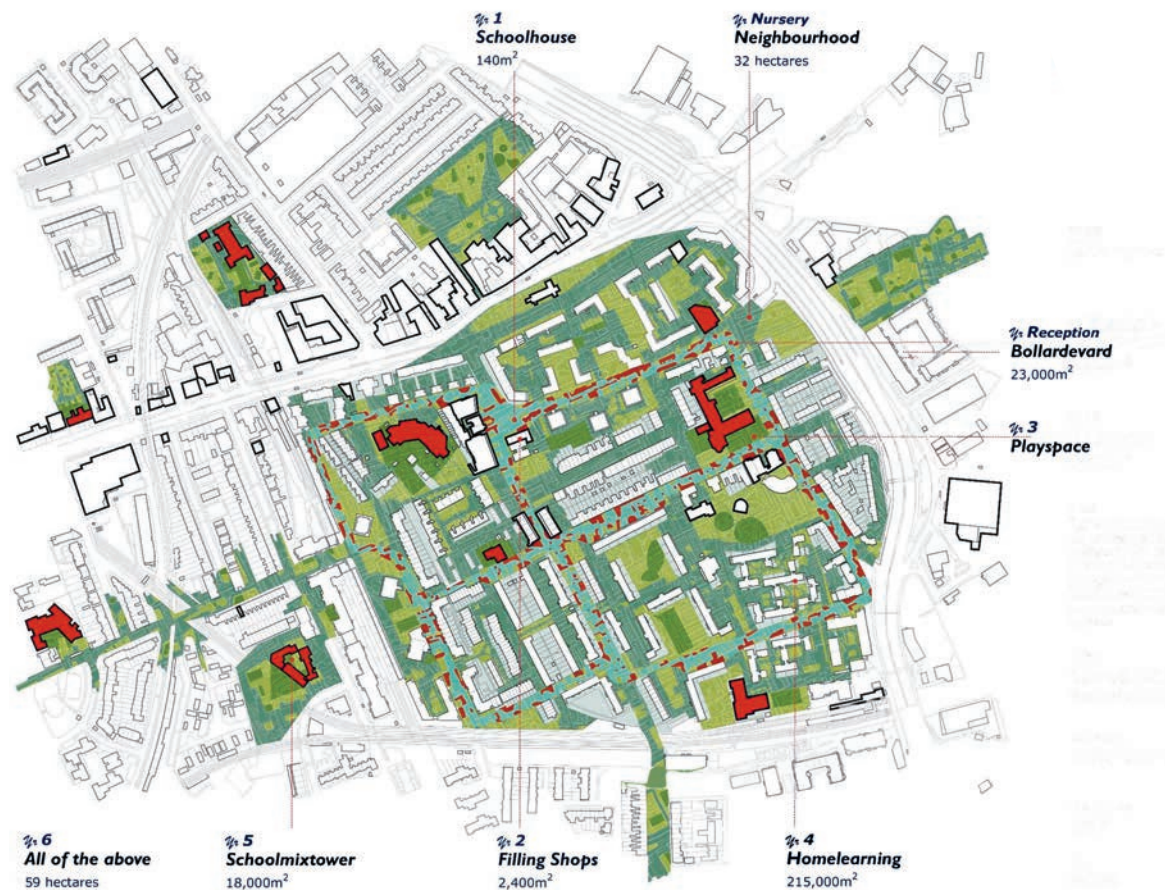 Yr 1
Schoolhouse
140m²
Yr Nursery
Neighbourhood
32 hectares
Yr Reception
Bollardevard
23,000m²
Yr 3
Playspace
Yr 6
All of the above
59 hectares
Yr 5
Schoolmixtower
18,000m²
Yr 2
Filling Shops
2,400m²
Yr 4
Homelearning
215,000m²